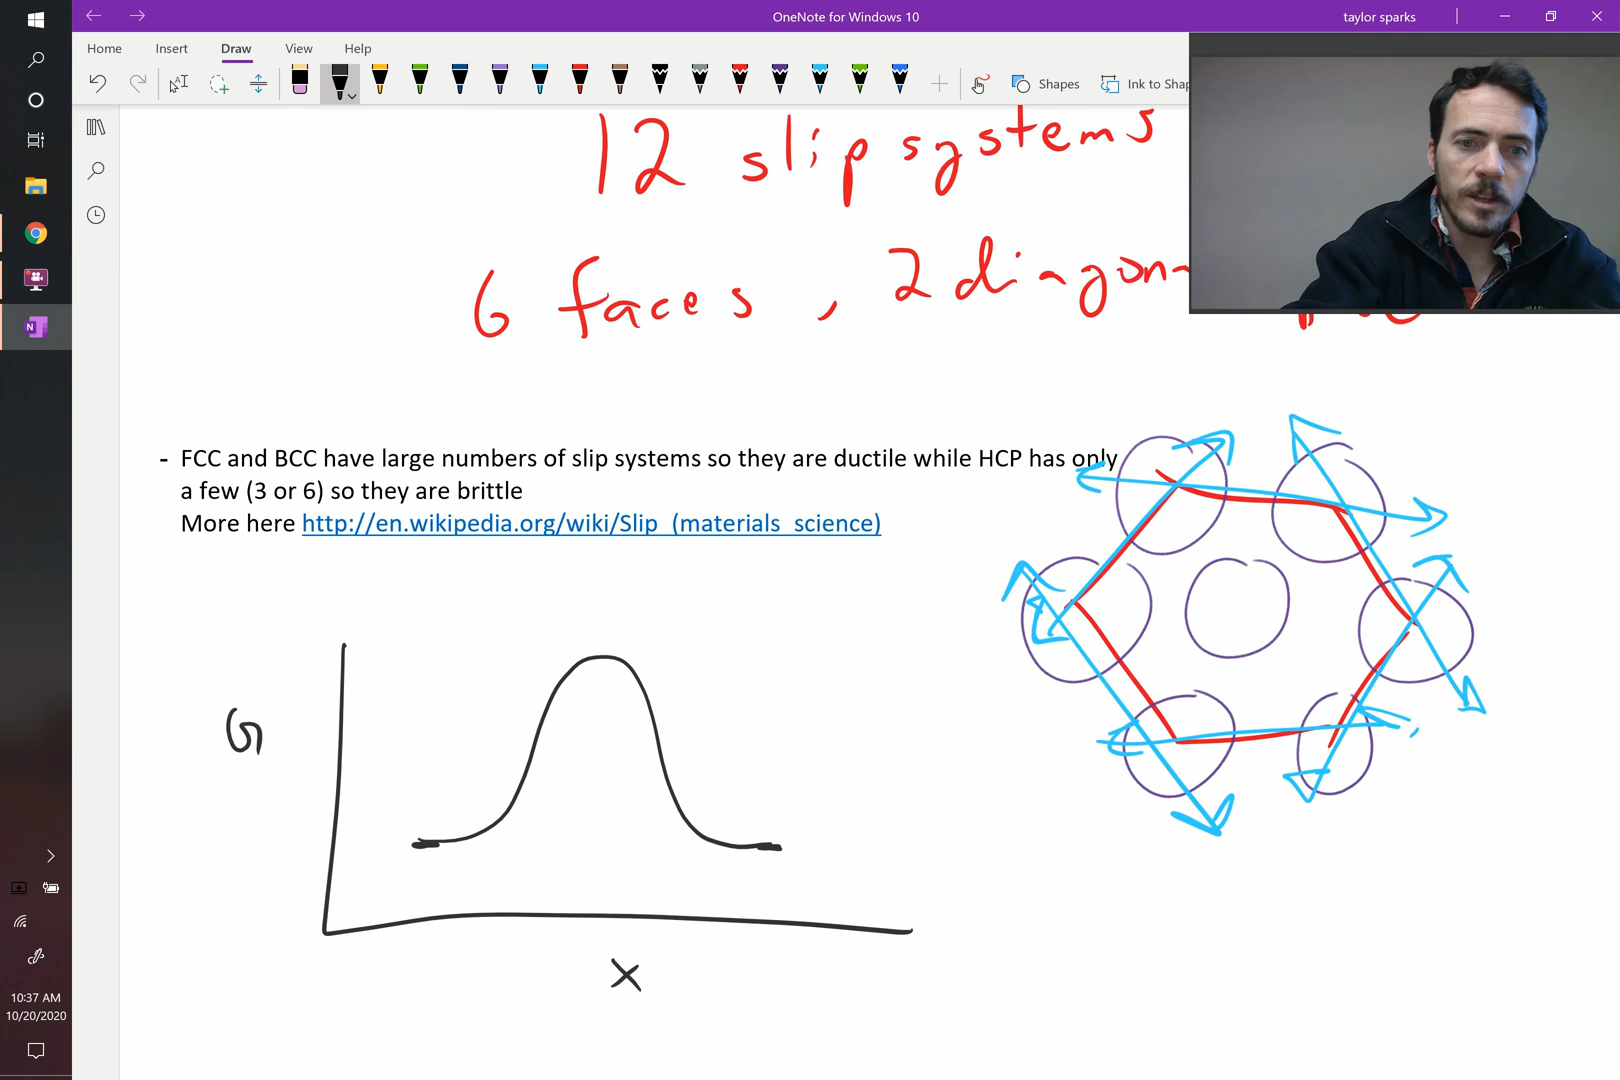 OneNote for Windows 10
taylor sparks
Home Insert Draw View Help
Shapes
Ink to Shap
12 slip systems
6 faces, 2 diagon
- FCC and BCC have large numbers of slip systems so they are ductile while HCP has only
a few (3 or 6) so they are brittle
More here http://en.wikipedia.org/wiki/Slip_(materials_science)
G
x
10:37 AM
10/20/2020